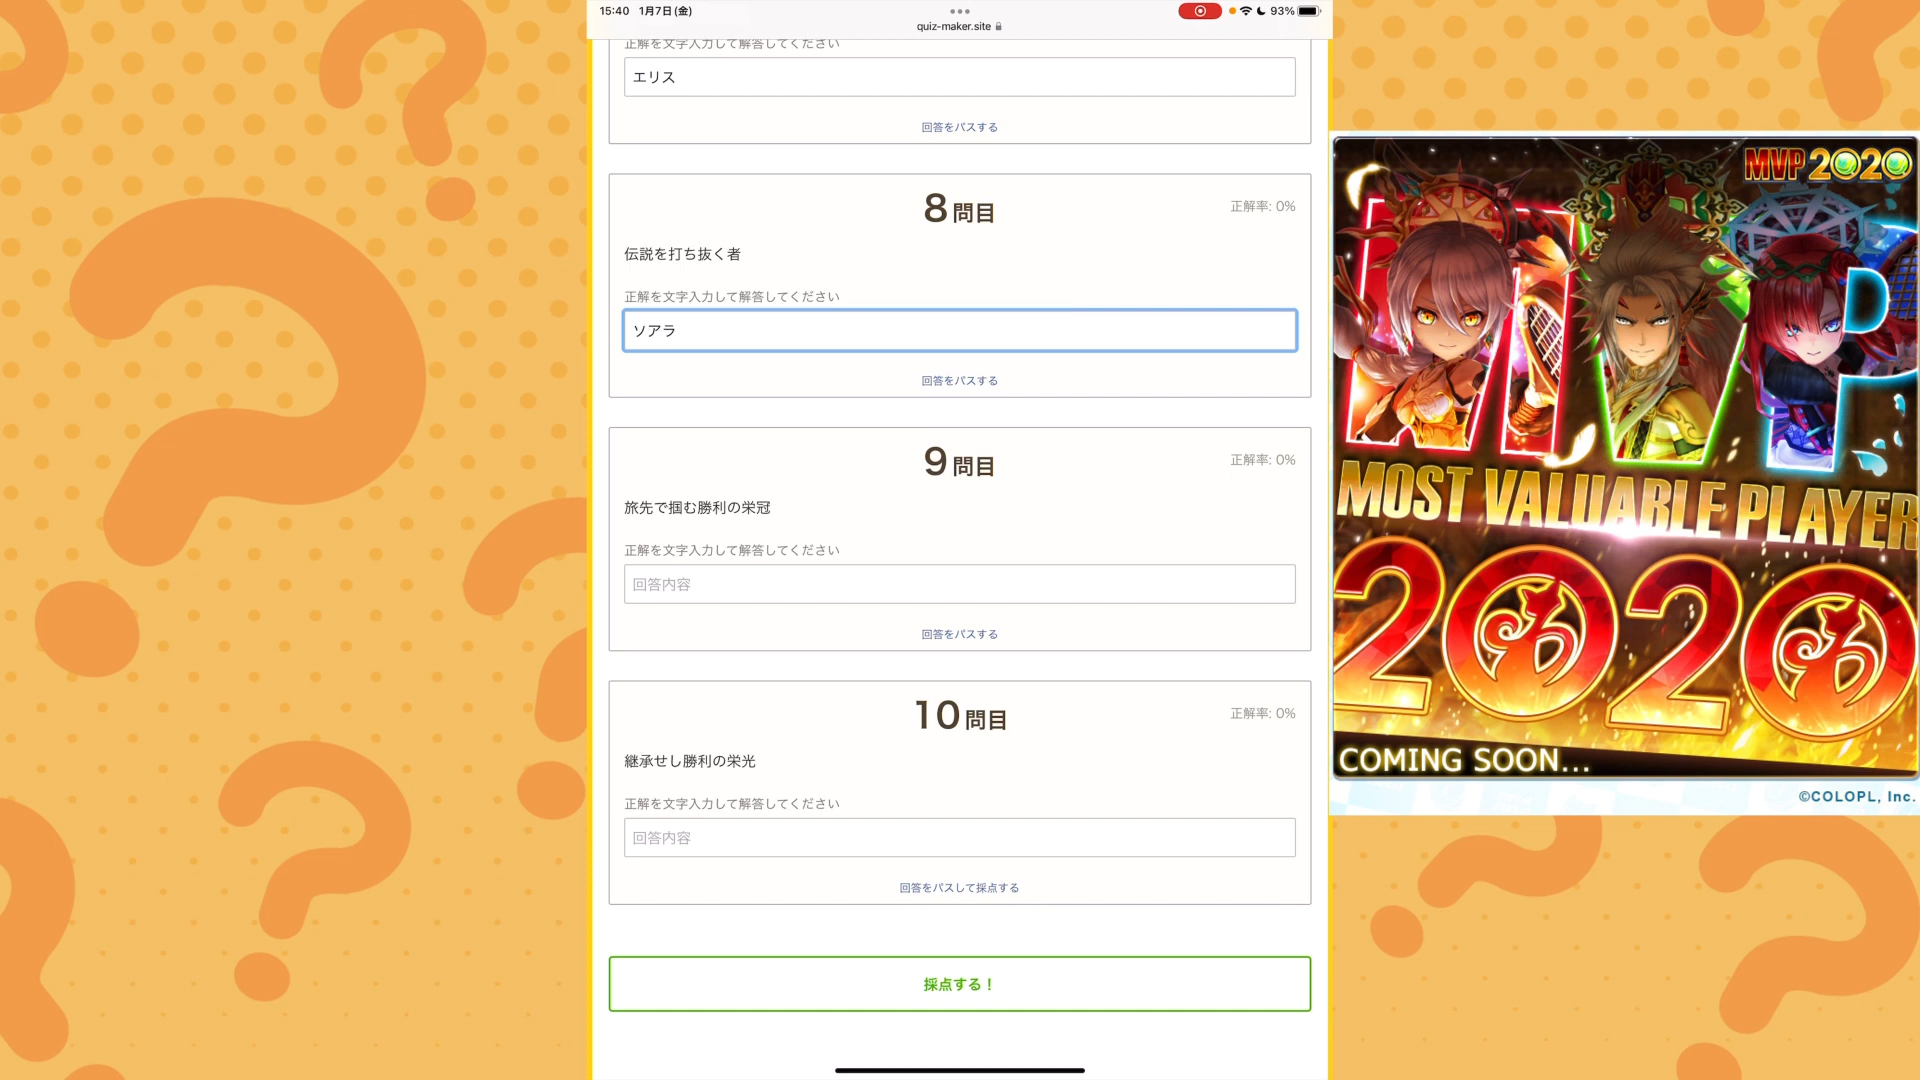 15:40 1月7日(金)
quiz-maker.site
93%
正解を文字入力して解答してください
エリス
回答をパスする
8問目
正解率: 0%
伝説を打ち抜く者
正解を文字入力して解答してください
ソアラ
回答をパスする
9問目
正解率: 0%
旅先で掴む勝利の栄冠
正解を文字入力して解答してください
回答内容
回答をパスする
10問目
正解率: 0%
継承せし勝利の栄光
正解を文字入力して解答してください
回答内容
回答をパスして採点する
採点する！
MVP2020
MVP
MOST VALUABLE PLAYER
2020
COMING SOON...
©COLOPL, Inc.